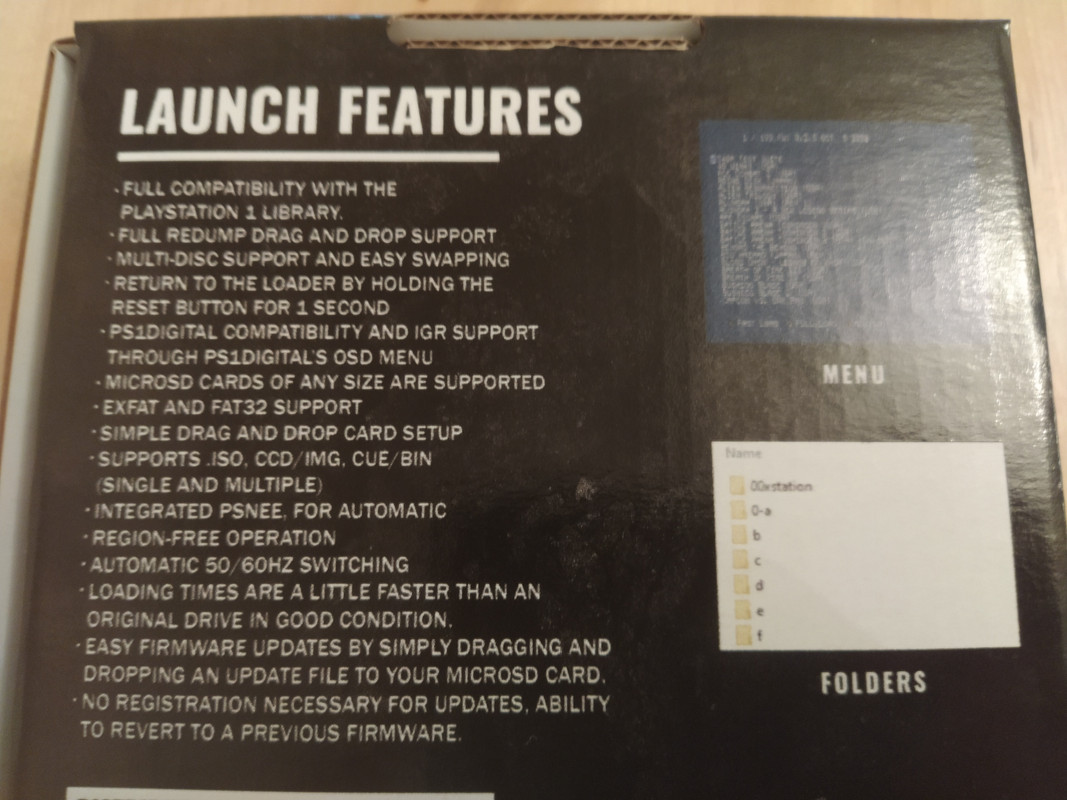 LAUNCH FEATURES
·FULL COMPATIBILITY WITH THE
PLAYSTATION 1 LIBRARY.
·FULL REDUMP DRAG AND DROP SUPPORT
·MULTI-DISC SUPPORT AND EASY SWAPPING
·RETURN TO THE LOADER BY HOLDING THE
RESET BUTTON FOR 1 SECOND
·PS1DIGITAL COMPATIBILITY AND IGR SUPPORT
THROUGH PS1DIGITAL'S OSD MENU
·MICROSD CARDS OF ANY SIZE ARE SUPPORTED
·EXFAT AND FAT32 SUPPORT
·SIMPLE DRAG AND DROP CARD SETUP
·SUPPORTS .ISO, CCD/IMG, CUE/BIN
(SINGLE AND MULTIPLE)
·INTEGRATED PSNEE, FOR AUTOMATIC
·REGION-FREE OPERATION
·AUTOMATIC 50/60HZ SWITCHING
·LOADING TIMES ARE A LITTLE FASTER THAN AN
ORIGINAL DRIVE IN GOOD CONDITION.
·EASY FIRMWARE UPDATES BY SIMPLY DRAGGING AND
DROPPING AN UPDATE FILE TO YOUR MICROSD CARD.
·NO REGISTRATION NECESSARY FOR UPDATES, ABILITY
TO REVERT TO A PREVIOUS FIRMWARE.
MENU
Name
00xstation
0-a
b
c
d
e
f
FOLDERS